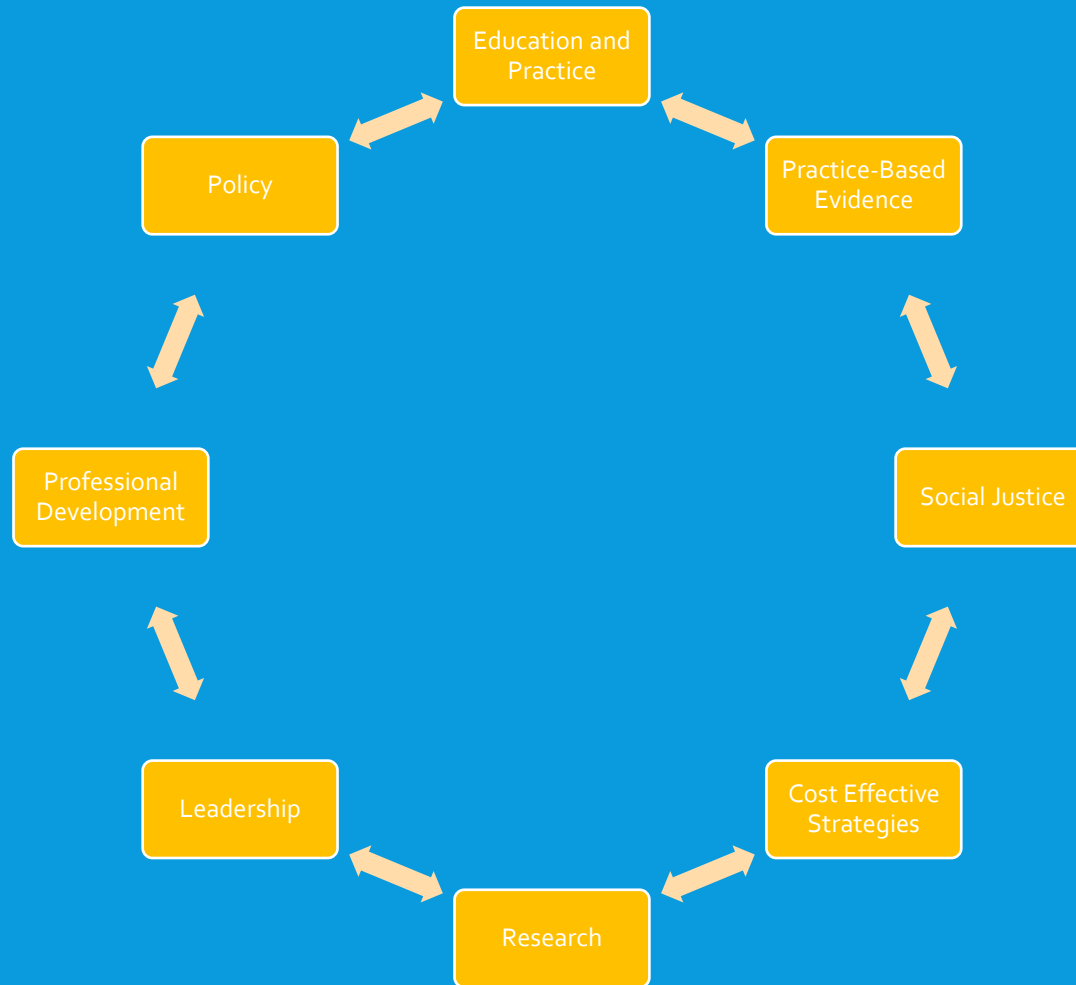 Education and
Practice
Policy
Practice-Based
Evidence
Professional
Development
Social Justice
Leadership
Cost Effective
Strategies
Research